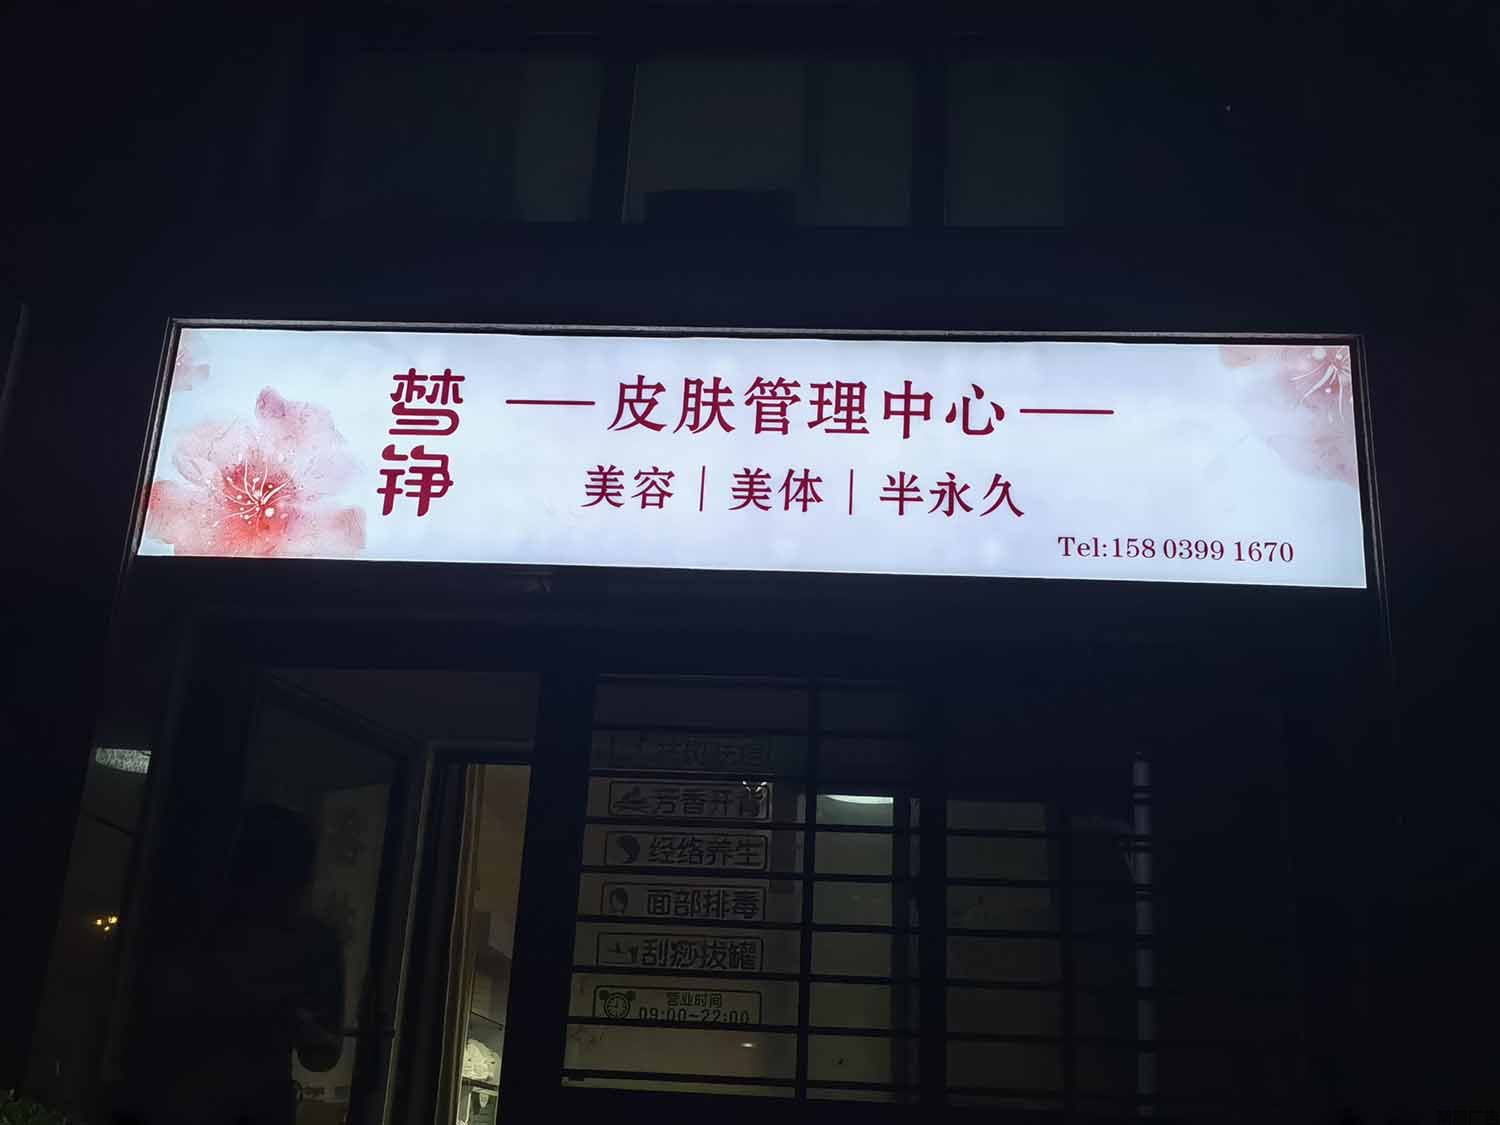 梦铮
皮肤管理中心
美容|美体|半永久
Tel:158 0399 1670
芳香开背
经络养生
面部排毒
刮痧拔罐
营业时间
09:00~22:00